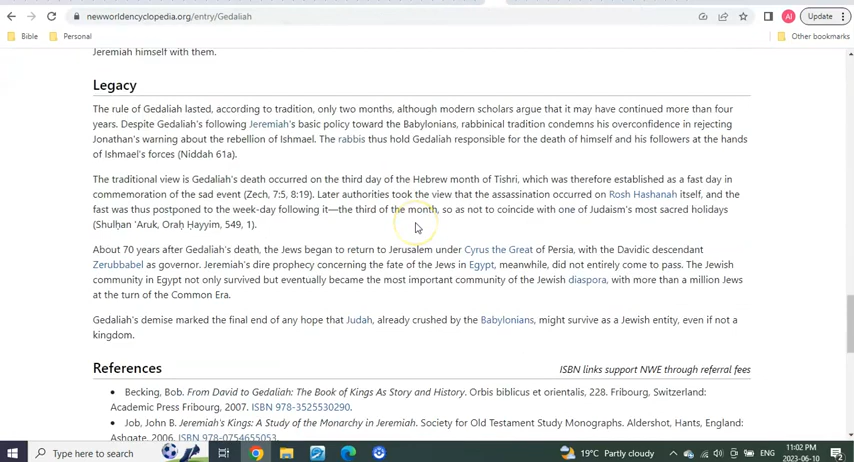 newworldencyclopedia.org/entry/Gedaliah
AI
Update
Bible
Personal
Other bookmarks
Jeremiah himself with them.
Legacy
The rule of Gedaliah lasted, according to tradition, only two months, although modern scholars argue that it may have continued more than four
years. Despite Gedaliah's following Jeremiah's basic policy toward the Babylonians, rabbinical tradition condemns his overconfidence in rejecting
Jonathan's warning about the rebellion of Ishmael. The rabbis thus hold Gedaliah responsible for the death of himself and his followers at the hands
of Ishmael's forces (Niddah 61a).
The traditional view is Gedaliah's death occurred on the third day of the Hebrew month of Tishri, which was therefore established as a fast day in
commemoration of the sad event (Zech, 7:5, 8:19). Later authorities took the view that the assassination occurred on Rosh Hashanah itself, and the
fast was thus postponed to the week-day following it—the third of the month, so as not to coincide with one of Judaism's most sacred holidays
(Shulḥan 'Aruk, Oraḥ Ḥayyim, 549, 1).
About 70 years after Gedaliah's death, the Jews began to return to Jerusalem under Cyrus the Great of Persia, with the Davidic descendant
Zerubbabel as governor. Jeremiah's dire prophecy concerning the fate of the Jews in Egypt, meanwhile, did not entirely come to pass. The Jewish
community in Egypt not only survived but eventually became the most important community of the Jewish diaspora, with more than a million Jews
at the turn of the Common Era.
Gedaliah's demise marked the final end of any hope that Judah, already crushed by the Babylonians, might survive as a Jewish entity, even if not a
kingdom.
References
ISBN links support NWE through referral fees
Becking, Bob. From David to Gedaliah: The Book of Kings As Story and History. Orbis biblicus et orientalis, 228. Fribourg, Switzerland:
Academic Press Fribourg, 2007. ISBN 978-3525530290.
Job, John B. Jeremiah's Kings: A Study of the Monarchy in Jeremiah. Society for Old Testament Study Monographs. Aldershot, Hants, England:
Ashgate, 2006. ISBN 978-0754655053.
Type here to search
19°C Partly cloudy
ENG
11:02 PM
2023-06-10
2